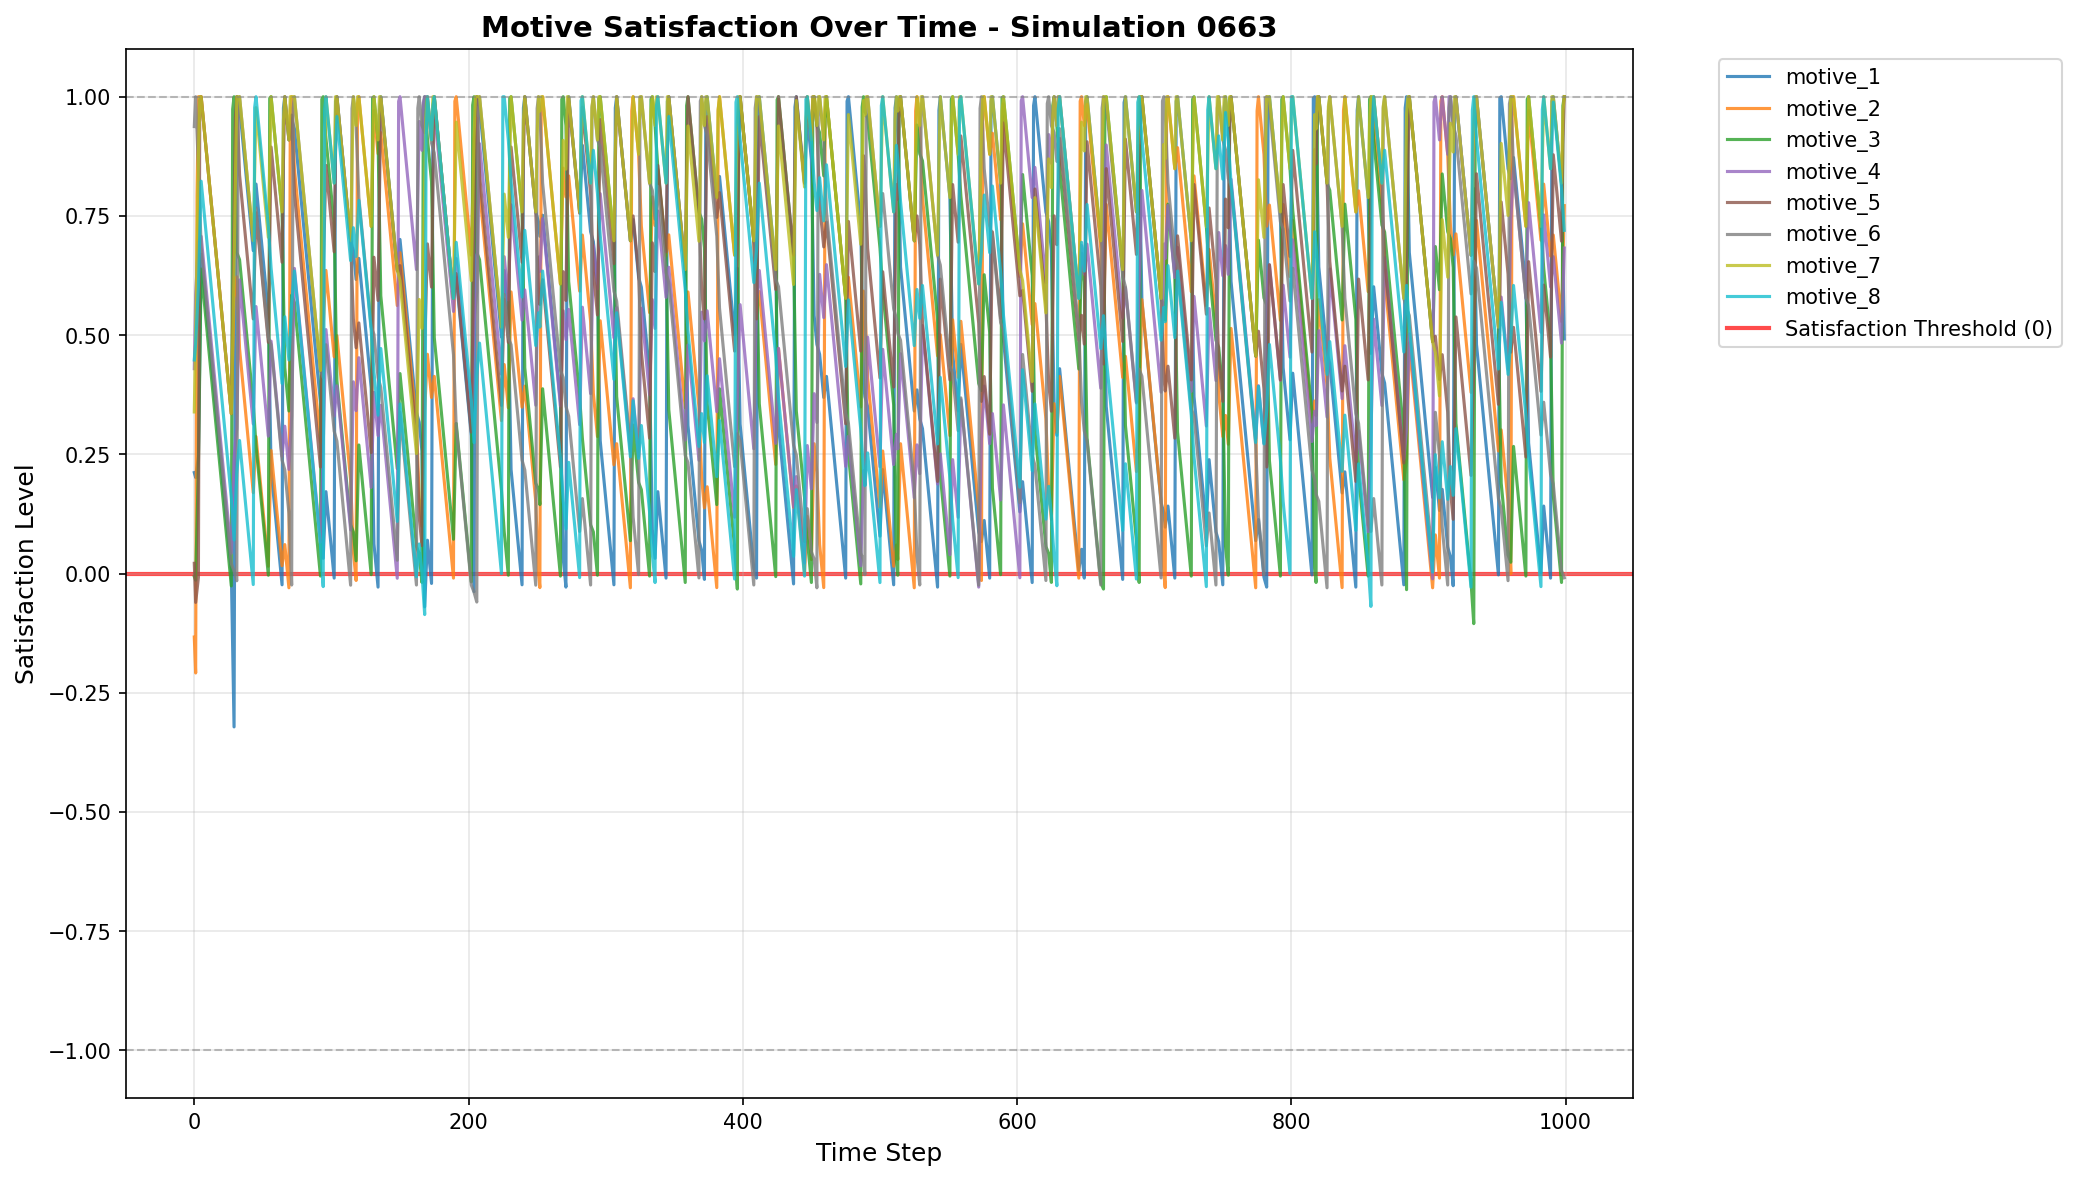 Motive Satisfaction Over Time - Simulation 0663
1.00
0.75
0.50
0.25
0.00
−0.25
−0.50
−0.75
−1.00
Satisfaction Level
0
200
400
600
800
1000
Time Step
motive_1
motive_2
motive_3
motive_4
motive_5
motive_6
motive_7
motive_8
Satisfaction Threshold (0)